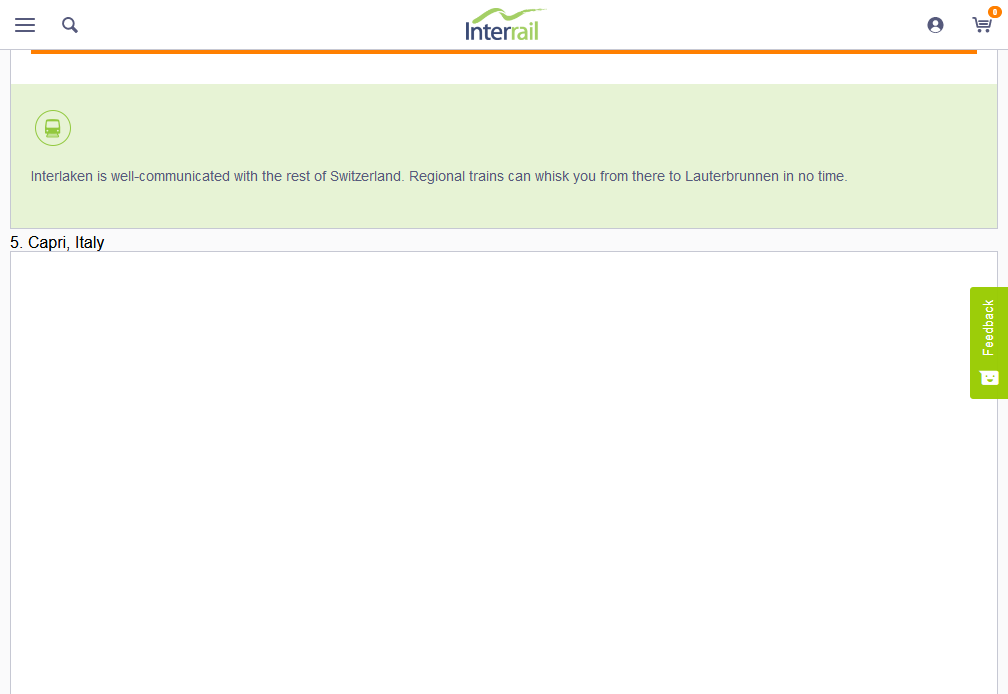 Interrail
0
Interlaken is well-communicated with the rest of Switzerland. Regional trains can whisk you from there to Lauterbrunnen in no time.
5. Capri, Italy
Feedback